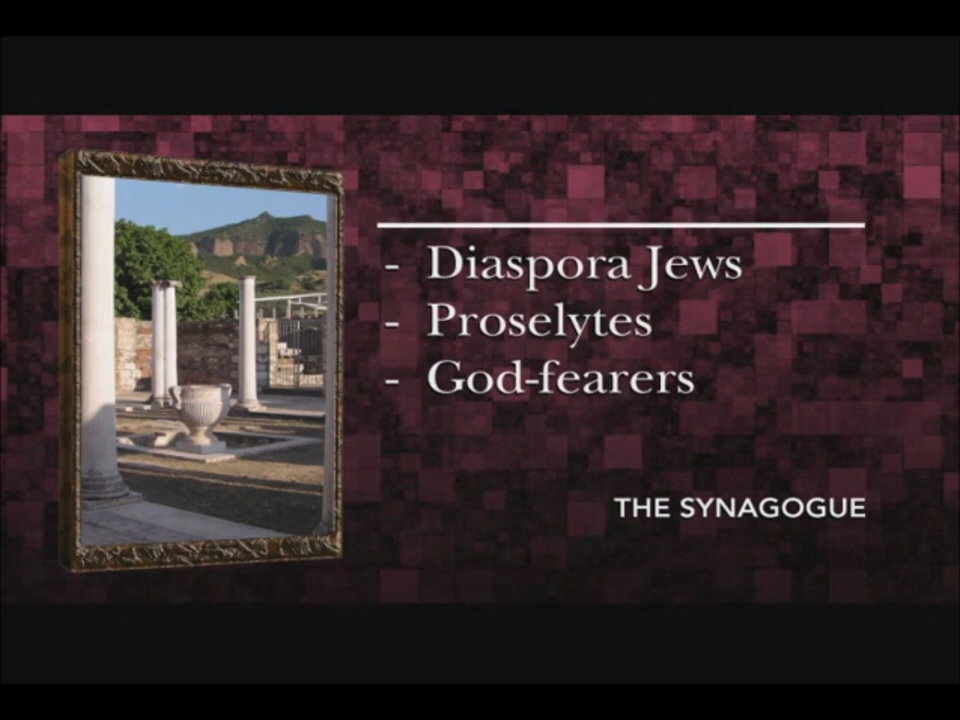 - Diaspora Jews
- Proselytes
- God-fearers
THE SYNAGOGUE